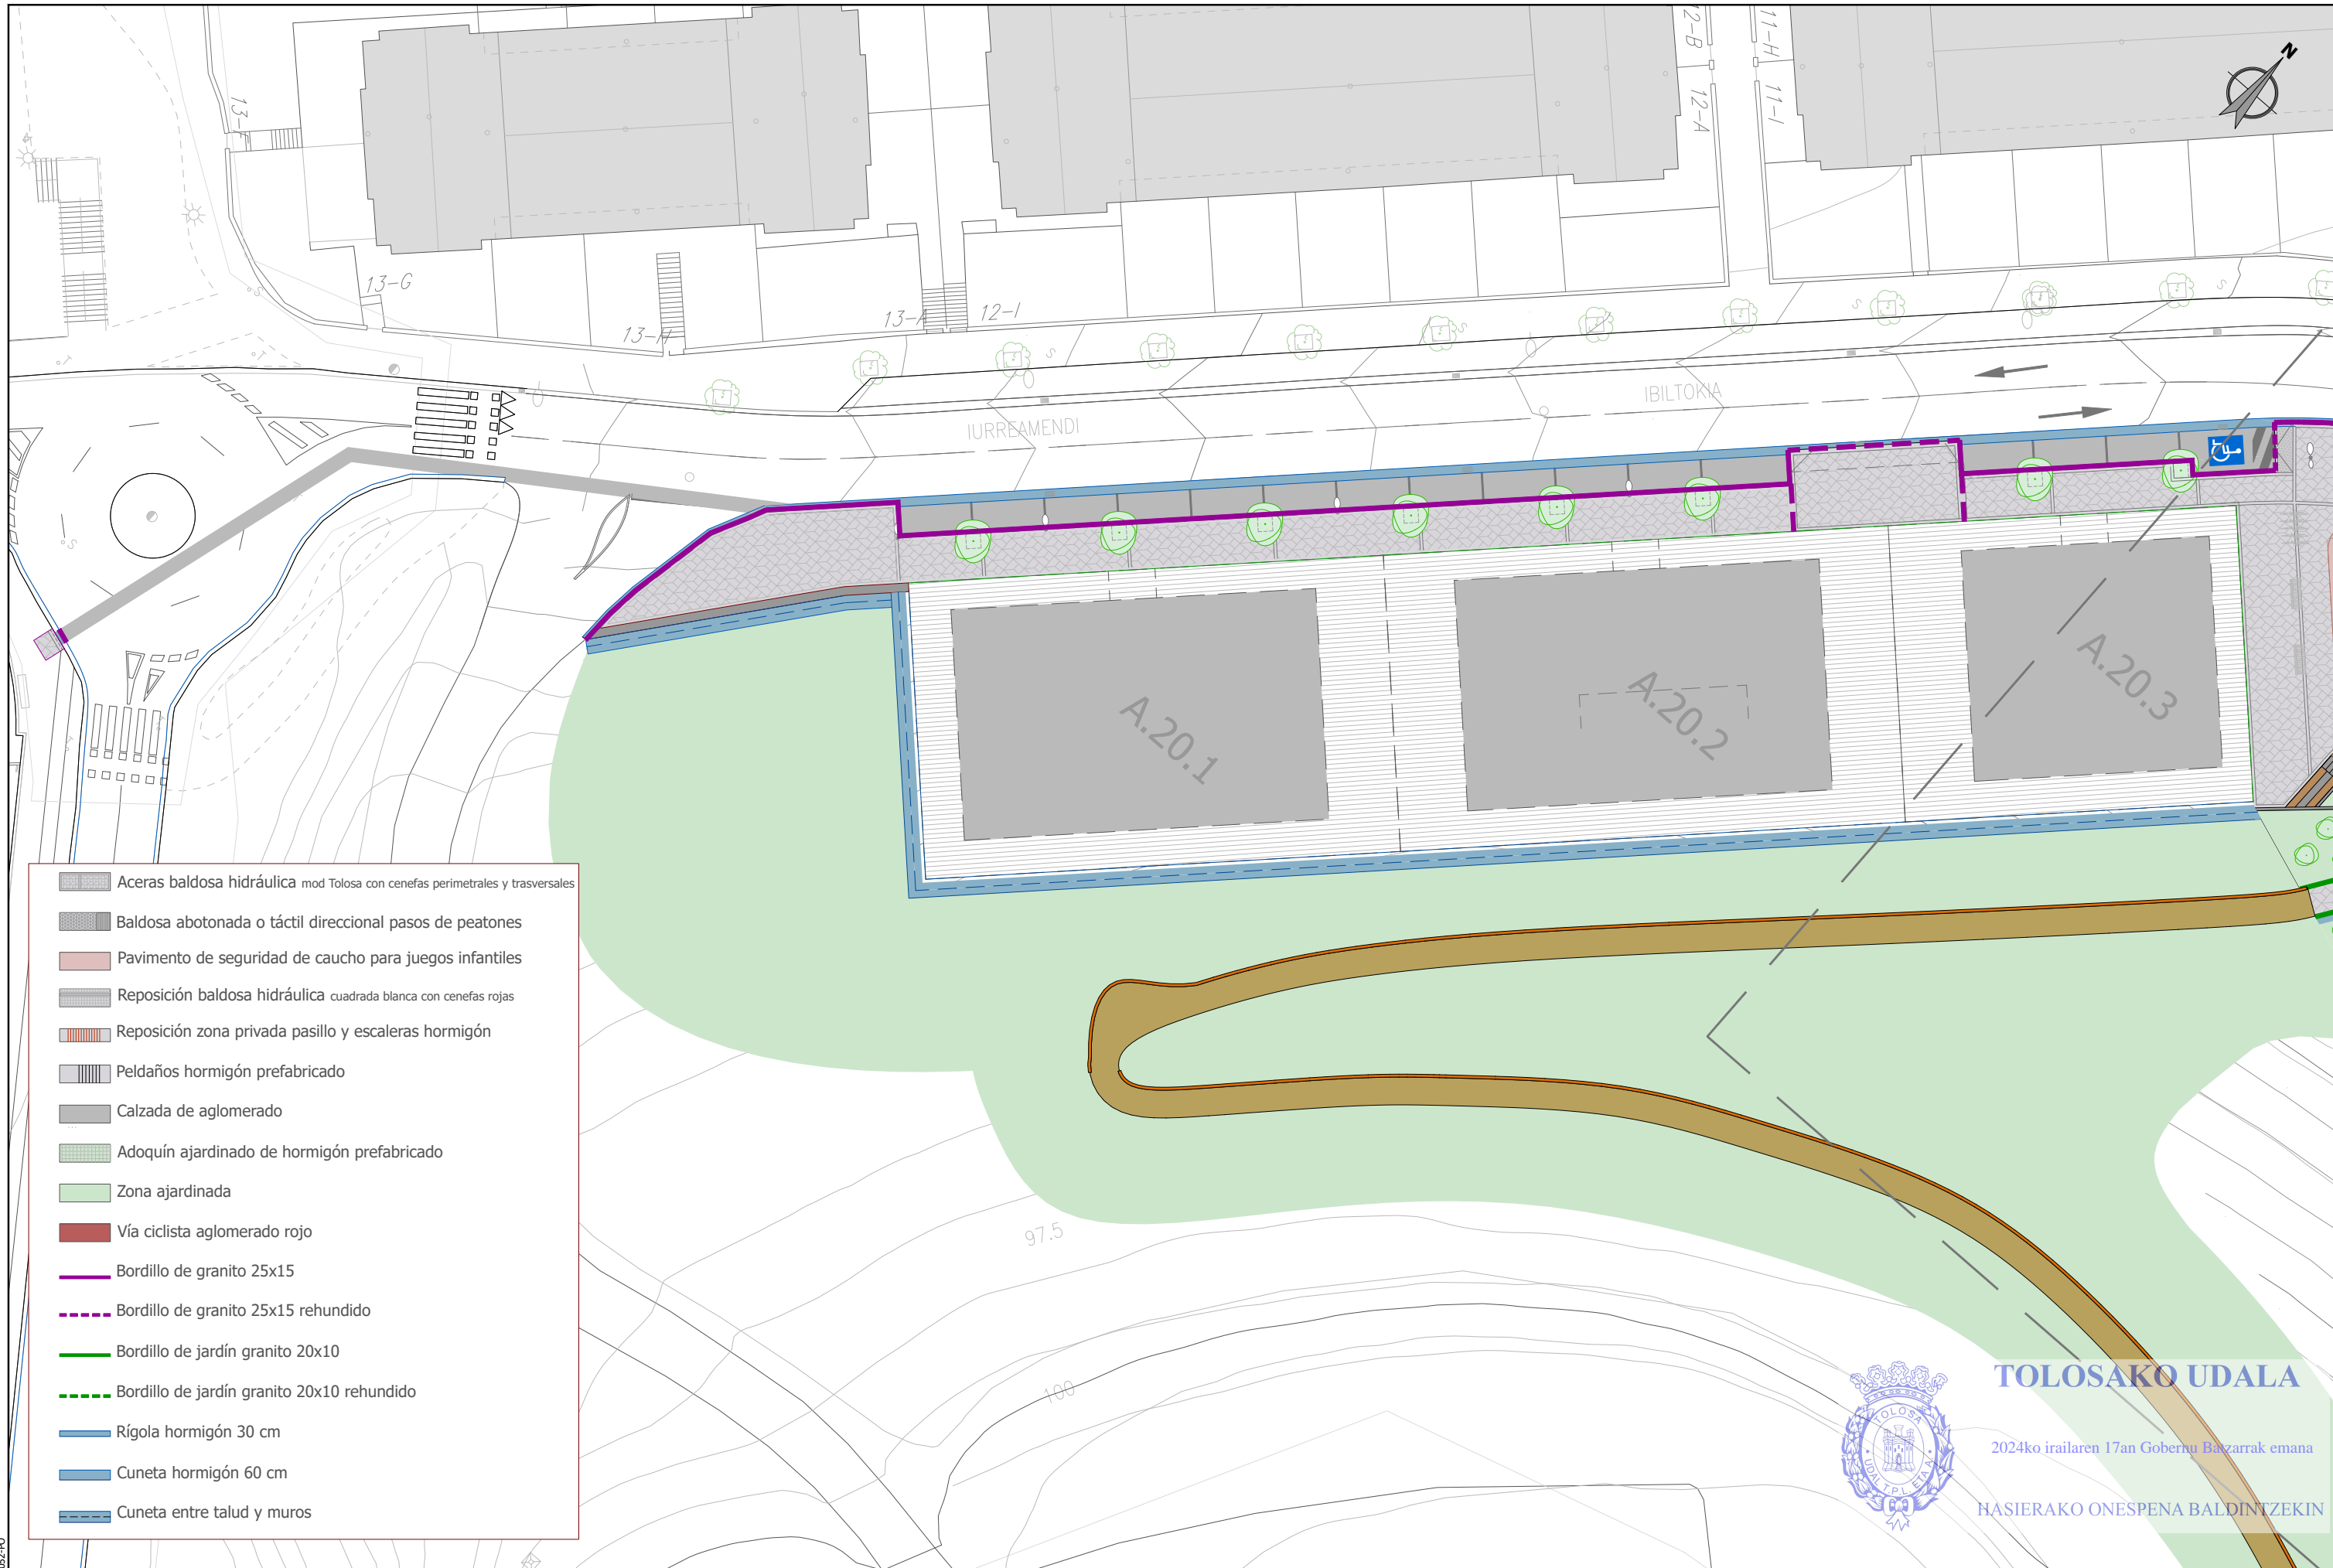 12-B
11-H
13-F
12-A
11-I
N
13-G
13-H
13-A
12-I
IBILTOKIA
IURREAMENDI
A.20.1
A.20.2
A.20.3
Aceras baldosa hidráulica mod Tolosa con cenefas perimetrales y trasversales
Baldosa abotonada o táctil direccional pasos de peatones
Pavimento de seguridad de caucho para juegos infantiles
Reposición baldosa hidráulica cuadrada blanca con cenefas rojas
Reposición zona privada pasillo y escaleras hormigón
Peldaños hormigón prefabricado
Calzada de aglomerado
Adoquín ajardinado de hormigón prefabricado
Zona ajardinada
Vía ciclista aglomerado rojo
Bordillo de granito 25x15
Bordillo de granito 25x15 rehundido
Bordillo de jardín granito 20x10
Bordillo de jardín granito 20x10 rehundido
Rígola hormigón 30 cm
Cuneta hormigón 60 cm
Cuneta entre talud y muros
97.5
100
TOLOSAKO UDALA
2024ko irailaren 17an Gobernu Batzarrak emana
HASIERAKO ONESPENA BALDINTZEKIN
TOLOSA
UDAL T.P.L. ETA A.